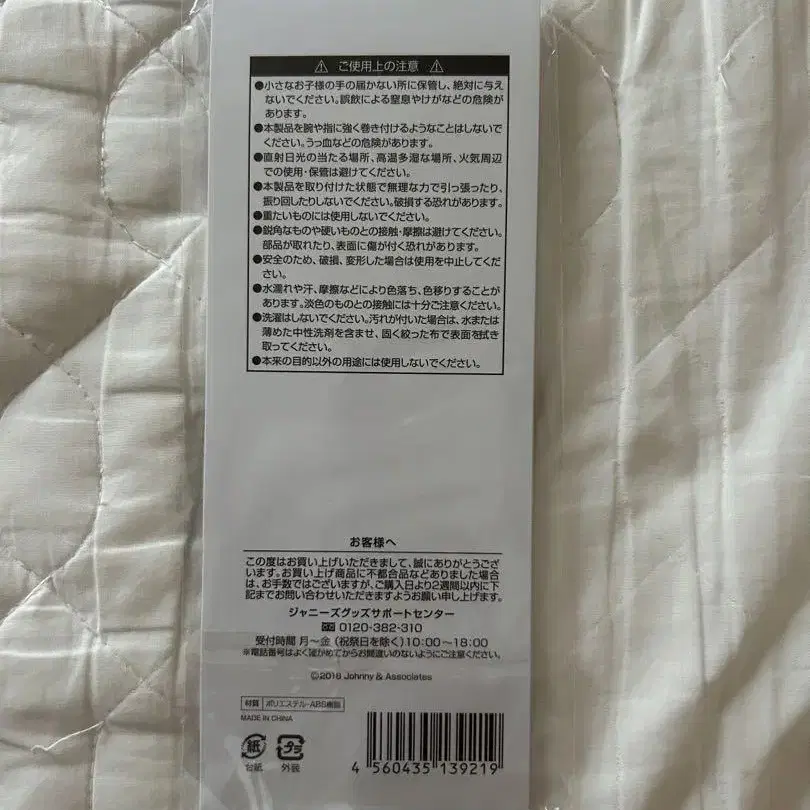 ⚠ ご使用上の注意 ⚠
●小さなお子様の手の届かない所に保管し、絶対に与え
ないでください。誤飲による窒息やけがなどの危険が
あります。
●本製品を腕や指に強く巻き付けるようなことはしないで
ください。うっ血などの危険があります。
●直射日光の当たる場所、高温多湿な場所、火気周辺
での使用・保管は避けてください。
●本製品を取り付けた状態で無理な力で引っ張ったり、
振り回したりしないでください。破損する恐れがあります。
●重たいものには使用しないでください。
●鋭角なものや硬いものとの接触・摩擦は避けてください。
部品が取れたり、表面に傷が付く恐れがあります。
●安全のため、破損、変形した場合は使用を中止してくだ
さい。
●水濡れや汗、摩擦などにより色落ち、色移りすることが
あります。淡色のものとの接触には十分ご注意ください。
●洗濯はしないでください。汚れが付いた場合は、水または
薄めた中性洗剤を含ませ、固く絞った布で表面を拭き
取ってください。
●本来の目的以外の用途には使用しないでください。
お客様へ
この度はお買い上げいただきまして、誠にありがとうござ
います。お買い上げ商品に不都合品などありました場合
は、お手数ではございますが、ご購入日より2週間以内に下
記までお問い合わせいただきますようお願い申し上げます。
ジャニーズグッズサポートセンター
0120-382-310
受付時間 月〜金 (祝祭日を除く) 10:00〜18:00
※電話番号はよく確かめてからお間違いのないようにご注意ください。
©2018 Johnny & Associates
材質 ポリエステル・ABS樹脂
MADE IN CHINA
紙 プラ
台紙 外装
4 560435 139219